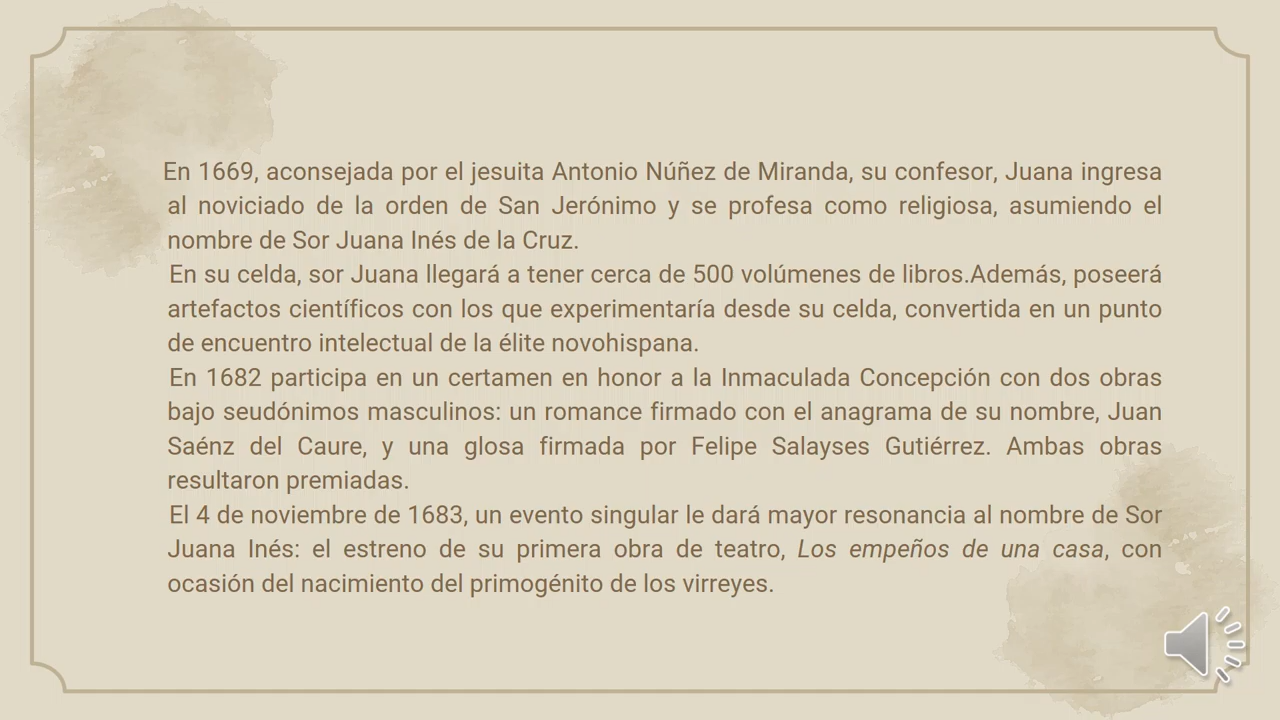 En 1669, aconsejada por el jesuita Antonio Núñez de Miranda, su confesor, Juana ingresa
al noviciado de la orden de San Jerónimo y se profesa como religiosa, asumiendo el
nombre de Sor Juana Inés de la Cruz.
En su celda, sor Juana llegará a tener cerca de 500 volúmenes de libros.Además, poseerá
artefactos científicos con los que experimentaría desde su celda, convertida en un punto
de encuentro intelectual de la élite novohispana.
En 1682 participa en un certamen en honor a la Inmaculada Concepción con dos obras
bajo seudónimos masculinos: un romance firmado con el anagrama de su nombre, Juan
Saénz del Caure, y una glosa firmada por Felipe Salayses Gutiérrez. Ambas obras
resultaron premiadas.
El 4 de noviembre de 1683, un evento singular le dará mayor resonancia al nombre de Sor
Juana Inés: el estreno de su primera obra de teatro, Los empeños de una casa, con
ocasión del nacimiento del primogénito de los virreyes.